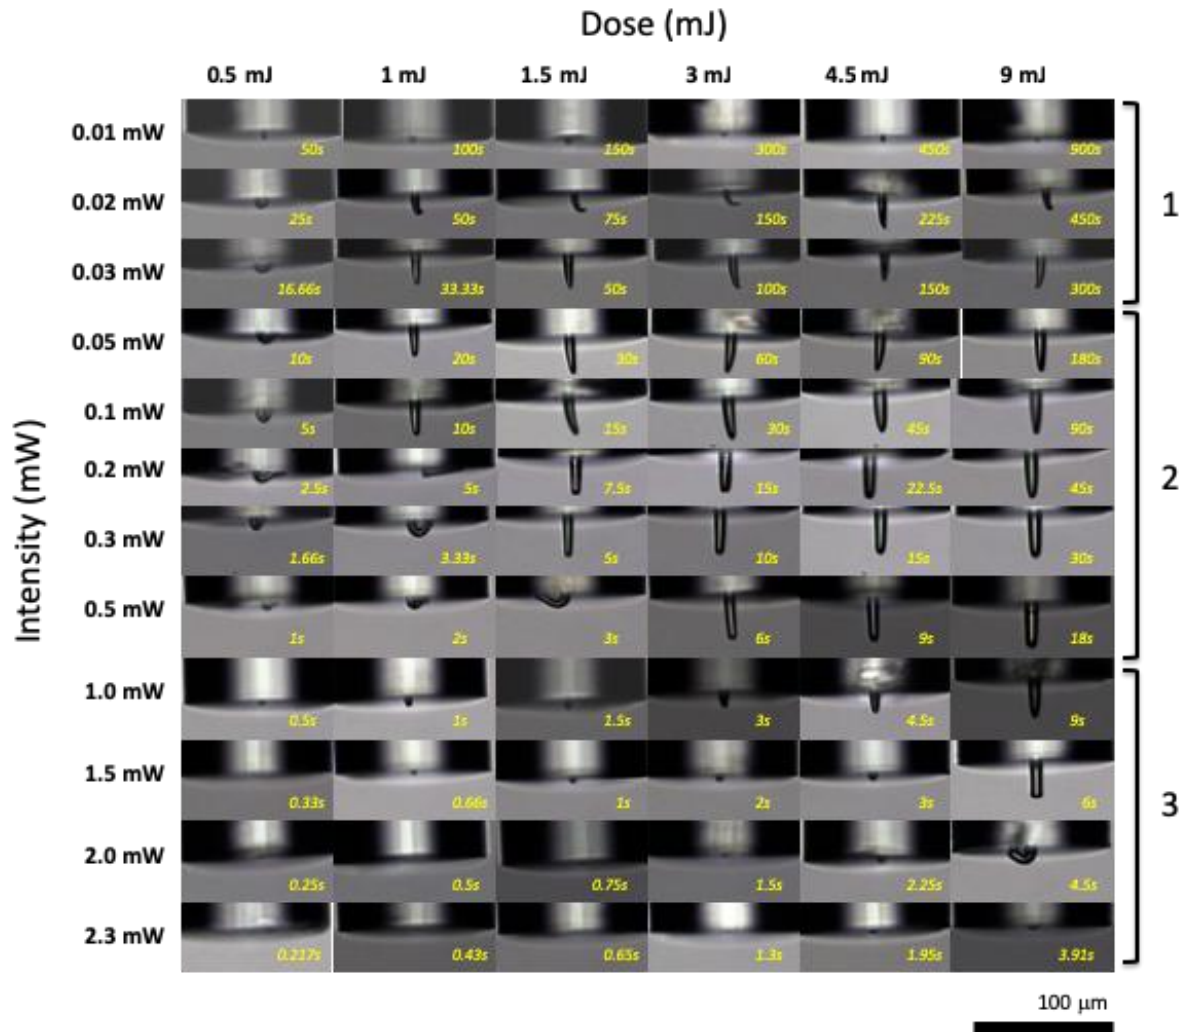 Dose (mJ)
0.5 mJ 1 mJ 1.5 mJ 3 mJ 4.5 mJ 9 mJ
Intensity (mW)
0.01 mW 50s 100s 150s 300s 450s 900s
0.02 mW 25s 50s 75s 150s 225s 450s
0.03 mW 16.66s 33.33s 50s 100s 150s 300s
1
0.05 mW 10s 20s 30s 60s 90s 180s
0.1 mW 5s 10s 15s 30s 45s 90s
0.2 mW 2.5s 5s 7.5s 15s 22.5s 45s
0.3 mW 1.66s 3.33s 5s 10s 15s 30s
0.5 mW 1s 2s 3s 6s 9s 18s
2
1.0 mW 0.5s 1s 1.5s 3s 4.5s 9s
1.5 mW 0.33s 0.66s 1s 2s 3s 6s
2.0 mW 0.25s 0.5s 0.75s 1.5s 2.25s 4.5s
2.3 mW 0.217s 0.43s 0.65s 1.3s 1.95s 3.91s
3
100 μm